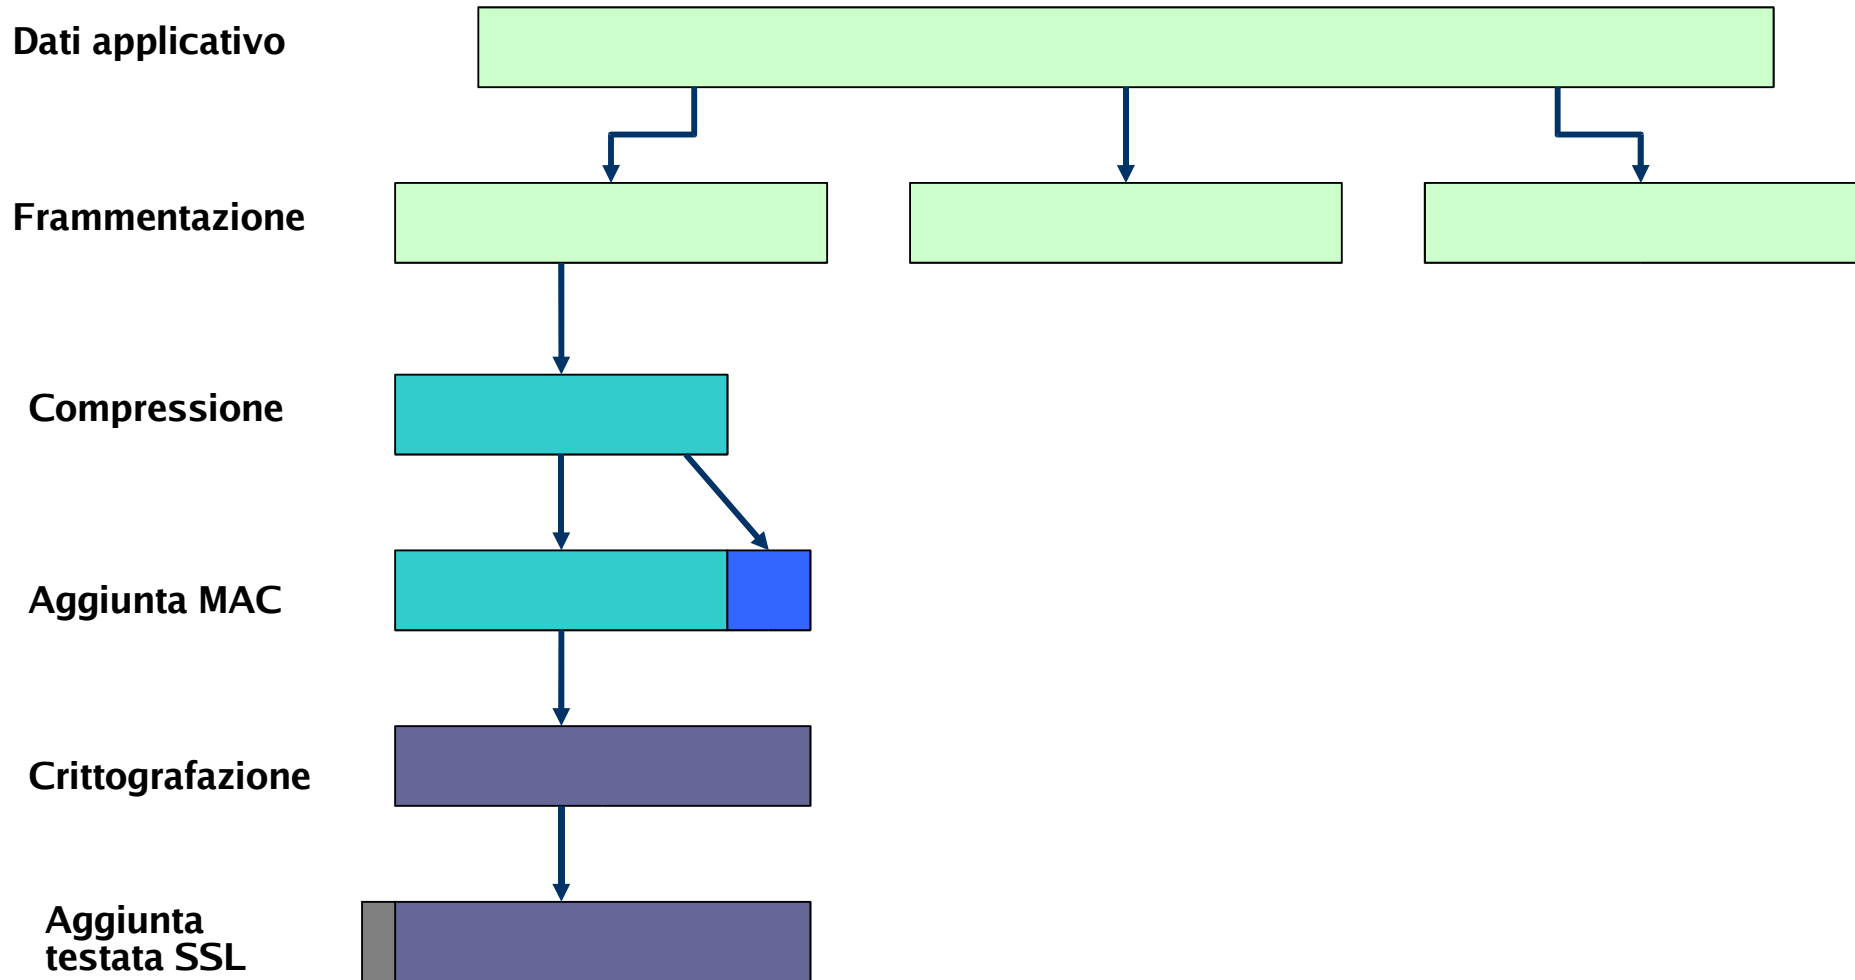 Dati applicativo
Frammentazione
Compressione
Aggiunta MAC
Crittografazione
Aggiunta
testata SSL